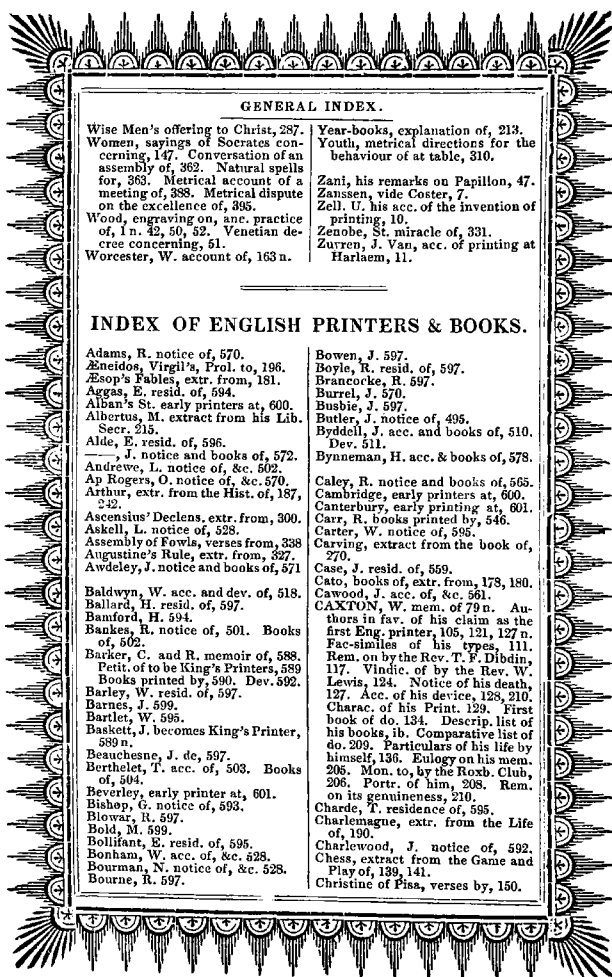 GENERAL INDEX.
Wise Men's offering to Christ, 287.
Women, sayings of Socrates con-
cerning, 147. Conversation of an
assembly of, 362. Natural spells
for, 363. Metrical account of a
meeting of, 388. Metrical dispute
on the excellence of, 395.
Wood, engraving on, anc. practice
of, 1 n. 42, 50, 52. Venetian de-
cree concerning, 51.
Worcester, W. account of, 163 n.
Year-books, explanation of, 213.
Youth, metrical directions for the
behaviour of at table, 310.
Zani, his remarks on Papillon, 47.
Zanssen, vide Coster, 7.
Zell. U. his acc. of the invention of
printing, 10.
Zenobe, St. miracle of, 331.
Zurren, J. Van, acc. of printing at
Harlaem, 11.
INDEX OF ENGLISH PRINTERS & BOOKS.
Adams, R. notice of, 570.
Æneidos, Virgil's, Prol. to, 196.
Æsop's Fables, extr. from, 181.
Aggas, E. resid. of, 594.
Alban's St. early printers at, 600.
Albertus, M. extract from his Lib.
Secr. 215.
Alde, E. resid. of, 596.
——, J. notice and books of, 572.
Andrewe, L. notice of, &c. 502.
Ap Rogers, O. notice of, &c. 570.
Arthur, extr. from the Hist. of, 187,
242.
Ascensius' Declens. extr. from, 300.
Askell, L. notice of, 528.
Assembly of Fowls, verses from, 338
Augustine's Rule, extr. from, 327.
Awdeley, J. notice and books of, 571
Baldwyn, W. acc. and dev. of, 518.
Ballard, H. resid. of, 597.
Bamford, H. 594.
Bankes, R. notice of, 501. Books
of, 502.
Barker, C. and R. memoir of, 588.
Petit. of to be King's Printers, 589
Books printed by, 590. Dev. 592.
Barley, W. resid. of, 597.
Barnes, J. 599.
Bartlet, W. 595.
Baskett, J. becomes King's Printer,
589 n.
Beauchesne, J. de, 597.
Berthelet, T. acc. of, 503. Books
of, 504.
Beverley, early printer at, 601.
Bishop, G. notice of, 593.
Blowar, R. 597.
Bold, M. 599.
Bollifant, E. resid. of, 595.
Bonham, W. acc. of, &c. 528.
Bourman, N. notice of, &c. 528.
Bourne, R. 597.
Bowen, J. 597.
Boyle, R. resid. of, 597.
Brancocke, R. 597.
Burrel, J. 570.
Busbie, J. 597.
Butler, J. notice of, 495.
Byddell, J. acc. and books of, 510.
Dev. 511.
Bynneman, H. acc. & books of, 578.
Caley, R. notice and books of, 565.
Cambridge, early printers at, 600.
Canterbury, early printing at, 601.
Carr, R. books printed by, 546.
Carter, W. notice of, 595.
Carving, extract from the book of,
270.
Case, J. resid. of, 559.
Cato, books of, extr. from, 178, 180.
Cawood, J. acc. of, &c. 561.
CAXTON, W. mem. of 79 n. Au-
thors in fav. of his claim as the
first Eng. printer, 105, 121, 127 n.
Fac-similes of his types, 111.
Rem. on by the Rev. T. F. Dibdin,
117. Vindic. of by the Rev. W.
Lewis, 124. Notice of his death,
127. Acc. of his device, 128, 210.
Charac. of his Print. 129. First
book of do. 134. Descrip. list of
his books, ib. Comparative list of
do. 209. Particulars of his life by
himself, 136. Eulogy on his mem.
205. Mon. to, by the Roxb. Club,
206. Portr. of him, 208. Rem.
on its genuineness, 210.
Charde, T. residence of, 595.
Charlemagne, extr. from the Life
of, 190.
Charlewood, J. notice of, 592.
Chess, extract from the Game and
Play of, 139, 141.
Christine of Pisa, verses by, 150.